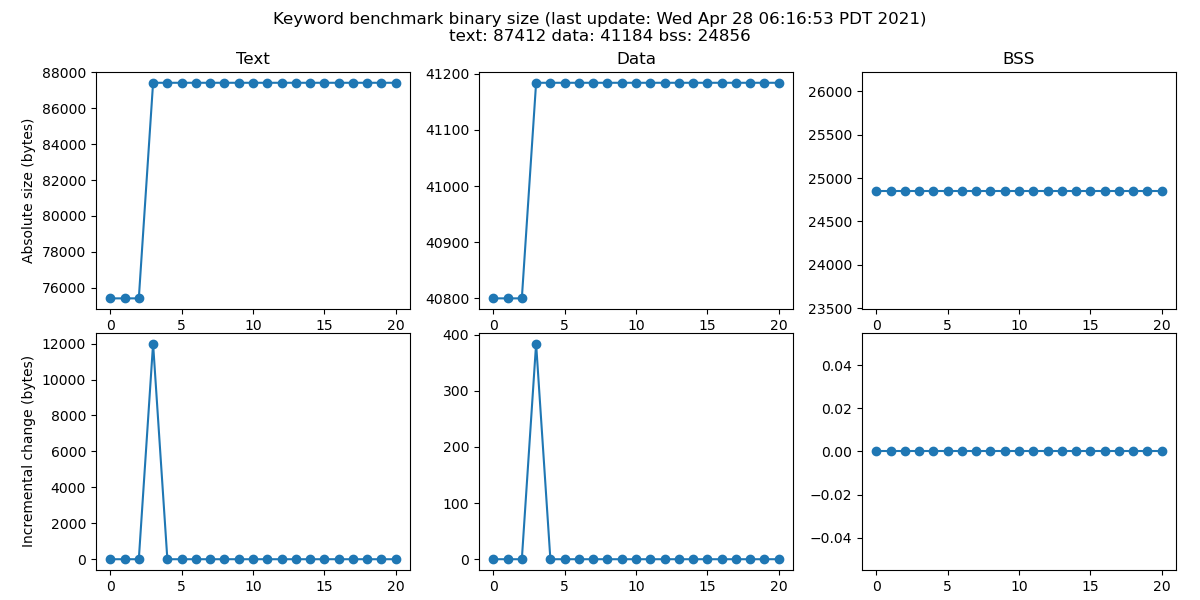 Keyword benchmark binary size (last update: Wed Apr 28 06:16:53 PDT 2021)
text: 87412 data: 41184 bss: 24856
Text
Absolute size (bytes)
88000
86000
84000
82000
80000
78000
76000
0 5 10 15 20
Data
41200
41100
41000
40900
40800
0 5 10 15 20
BSS
26000
25500
25000
24500
24000
23500
0 5 10 15 20
Incremental change (bytes)
12000
10000
8000
6000
4000
2000
0
0 5 10 15 20
400
300
200
100
0
0 5 10 15 20
0.04
0.02
0.00
−0.02
−0.04
0 5 10 15 20